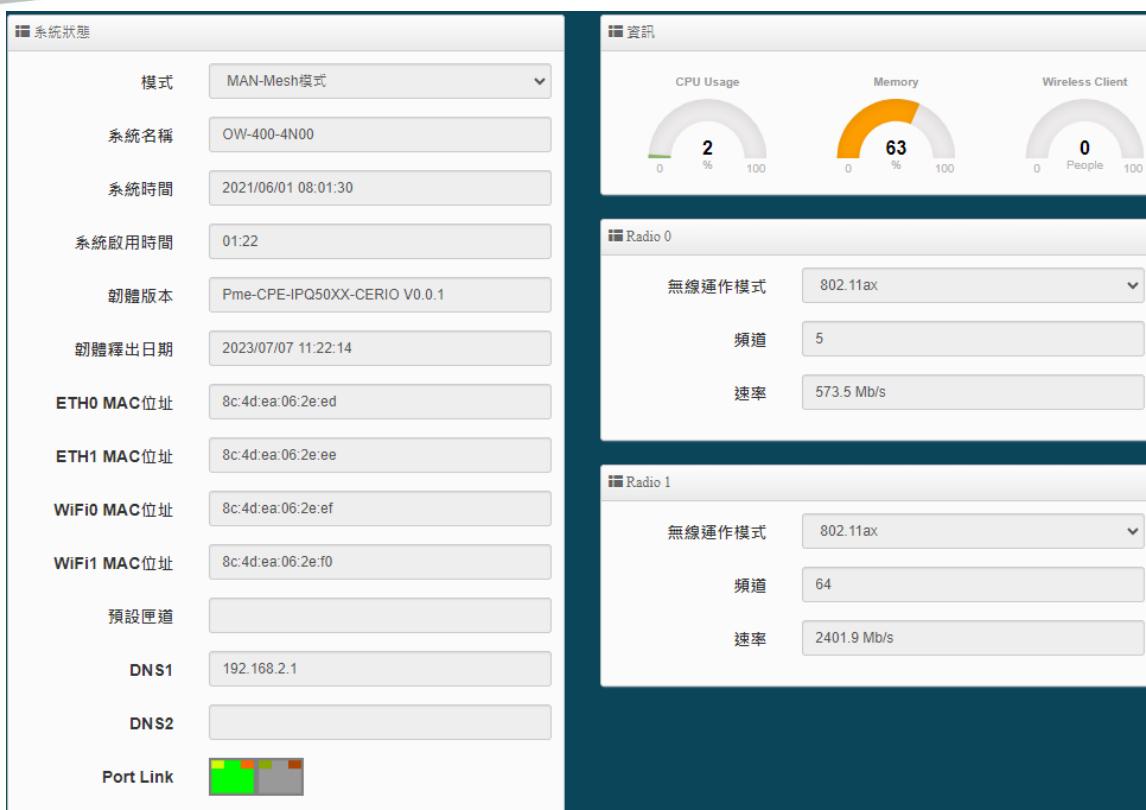 系統狀態
模式 MAN-Mesh模式
系統名稱 OW-400-4N00
系統時間 2021/06/01 08:01:30
系統啟用時間 01:22
韌體版本 Pme-CPE-IPQ50XX-CERIO V0.0.1
韌體釋出日期 2023/07/07 11:22:14
ETH0 MAC位址 8c:4d:ea:06:2e:ed
ETH1 MAC位址 8c:4d:ea:06:2e:ee
WiFi0 MAC位址 8c:4d:ea:06:2e:ef
WiFi1 MAC位址 8c:4d:ea:06:2e:f0
預設匣道
DNS1 192.168.2.1
DNS2
Port Link
資訊
CPU Usage Memory Wireless Client
2 63 0
0 % 100 0 % 100 0 People 100
Radio 0
無線運作模式 802.11ax
頻道 5
速率 573.5 Mb/s
Radio 1
無線運作模式 802.11ax
頻道 64
速率 2401.9 Mb/s